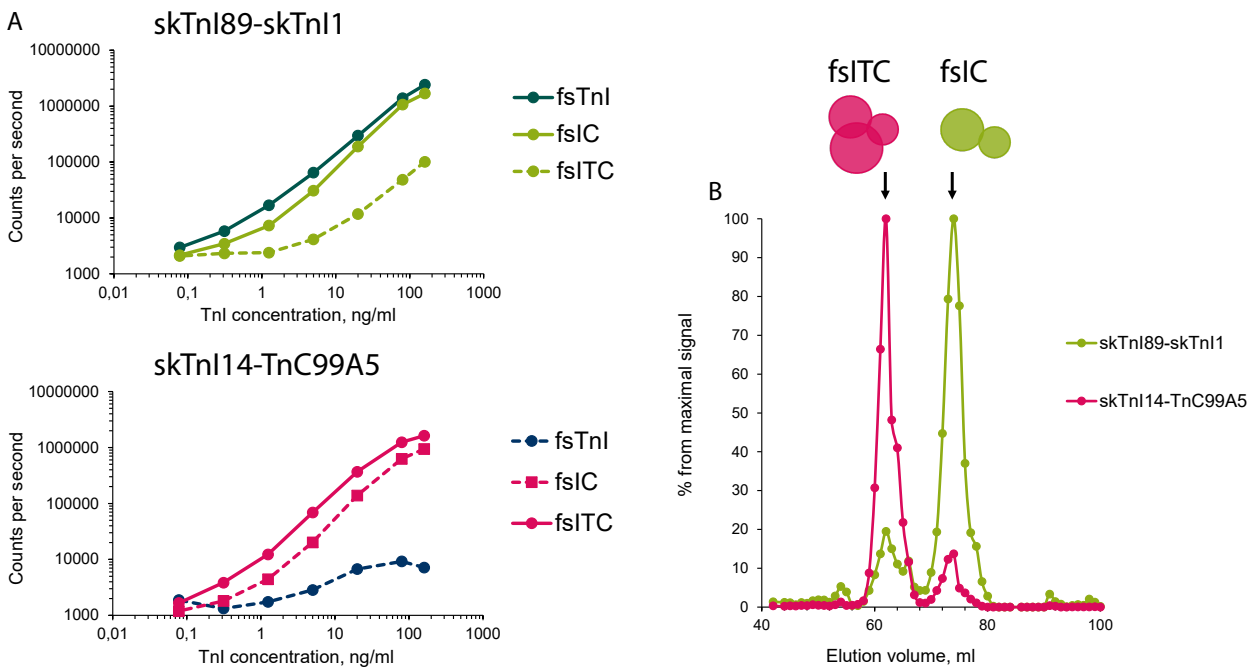 A
skTnI89-skTnI1
Counts per second
10000000
1000000
100000
10000
1000
0,01
0,1
1
10
100
1000
TnI concentration, ng/ml
fsTnI
fsIC
fsITC
skTnI14-TnC99A5
Counts per second
10000000
1000000
100000
10000
1000
0,01
0,1
1
10
100
1000
TnI concentration, ng/ml
fsTnI
fsIC
fsITC
fsITC
fsIC
B
% from maximal signal
100
90
80
70
60
50
40
30
20
10
0
40
60
80
100
Elution volume, ml
skTnI89-skTnI1
skTnI14-TnC99A5